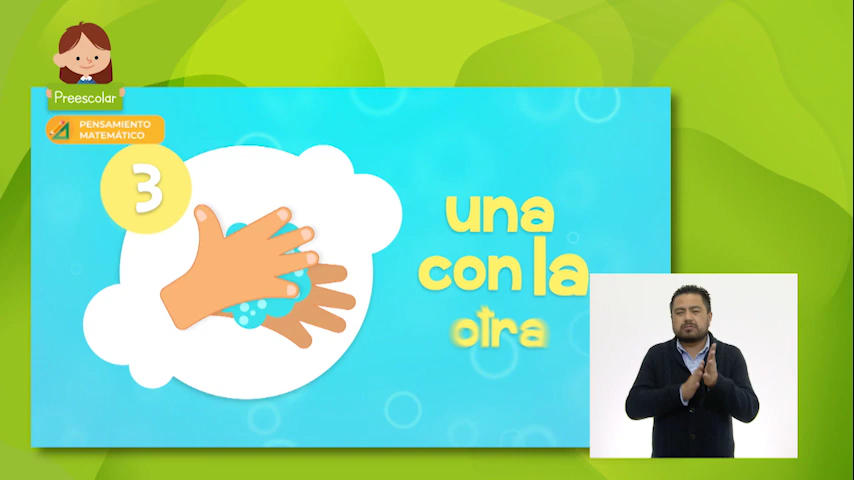 Preescolar
PENSAMIENTO
MATEMÁTICO
3
una
con la
otra